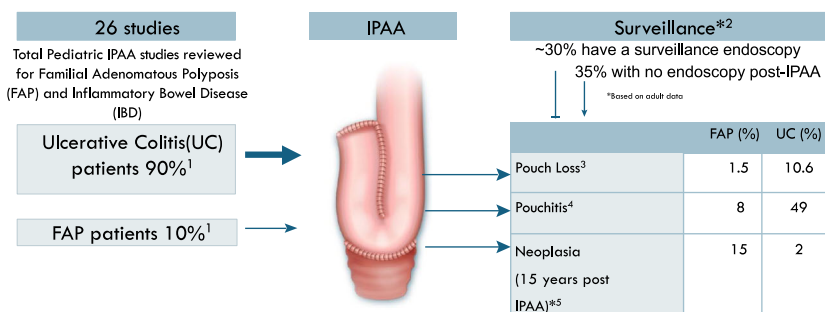 26 studies
Total Pediatric IPAA studies reviewed
for Familial Adenomatous Polyposis
(FAP) and Inflammatory Bowel Disease
(IBD)
Ulcerative Colitis(UC)
patients 90%¹
FAP patients 10%¹
IPAA
Surveillance*²
~30% have a surveillance endoscopy
35% with no endoscopy post-IPAA
*Based on adult data
FAP (%) UC (%)
Pouch Loss³ 1.5 10.6
Pouchitis⁴ 8 49
Neoplasia 15 2
(15 years post
IPAA)*⁵